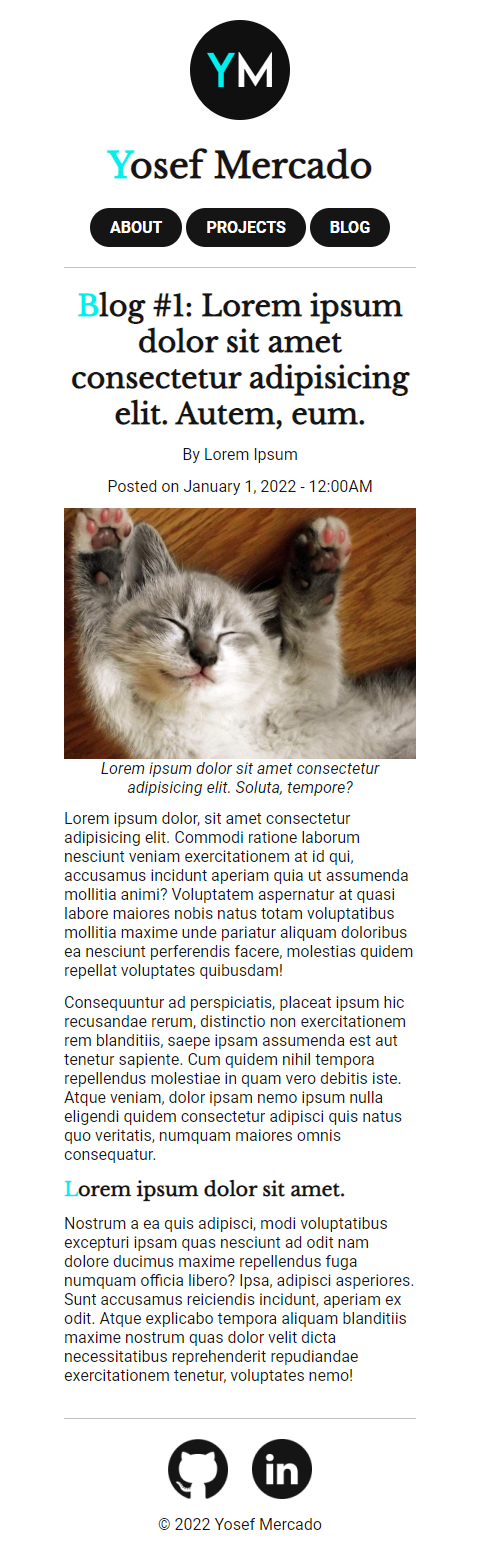 YM
Yosef Mercado
ABOUT PROJECTS BLOG
Blog #1: Lorem ipsum
dolor sit amet
consectetur adipisicing
elit. Autem, eum.
By Lorem Ipsum
Posted on January 1, 2022 - 12:00AM
Lorem ipsum dolor sit amet consectetur
adipisicing elit. Soluta, tempore?
Lorem ipsum dolor, sit amet consectetur
adipisicing elit. Commodi ratione laborum
nesciunt veniam exercitationem at id qui,
accusamus incidunt aperiam quia ut assumenda
mollitia animi? Voluptatem aspernatur at quasi
labore maiores nobis natus totam voluptatibus
mollitia maxime unde pariatur aliquam doloribus
ea nesciunt perferendis facere, molestias quidem
repellat voluptates quibusdam!
Consequuntur ad perspiciatis, placeat ipsum hic
recusandae rerum, distinctio non exercitationem
rem blanditiis, saepe ipsam assumenda est aut
tenetur sapiente. Cum quidem nihil tempora
repellendus molestiae in quam vero debitis iste.
Atque veniam, dolor ipsam nemo ipsum nulla
eligendi quidem consectetur adipisci quis natus
quo veritatis, numquam maiores omnis
consequatur.
Lorem ipsum dolor sit amet.
Nostrum a ea quis adipisci, modi voluptatibus
excepturi ipsam quas nesciunt ad odit nam
dolore ducimus maxime repellendus fuga
numquam officia libero? Ipsa, adipisci asperiores.
Sunt accusamus reiciendis incidunt, aperiam ex
odit. Atque explicabo tempora aliquam blanditiis
maxime nostrum quas dolor velit dicta
necessitatibus reprehenderit repudiandae
exercitationem tenetur, voluptates nemo!
in
© 2022 Yosef Mercado